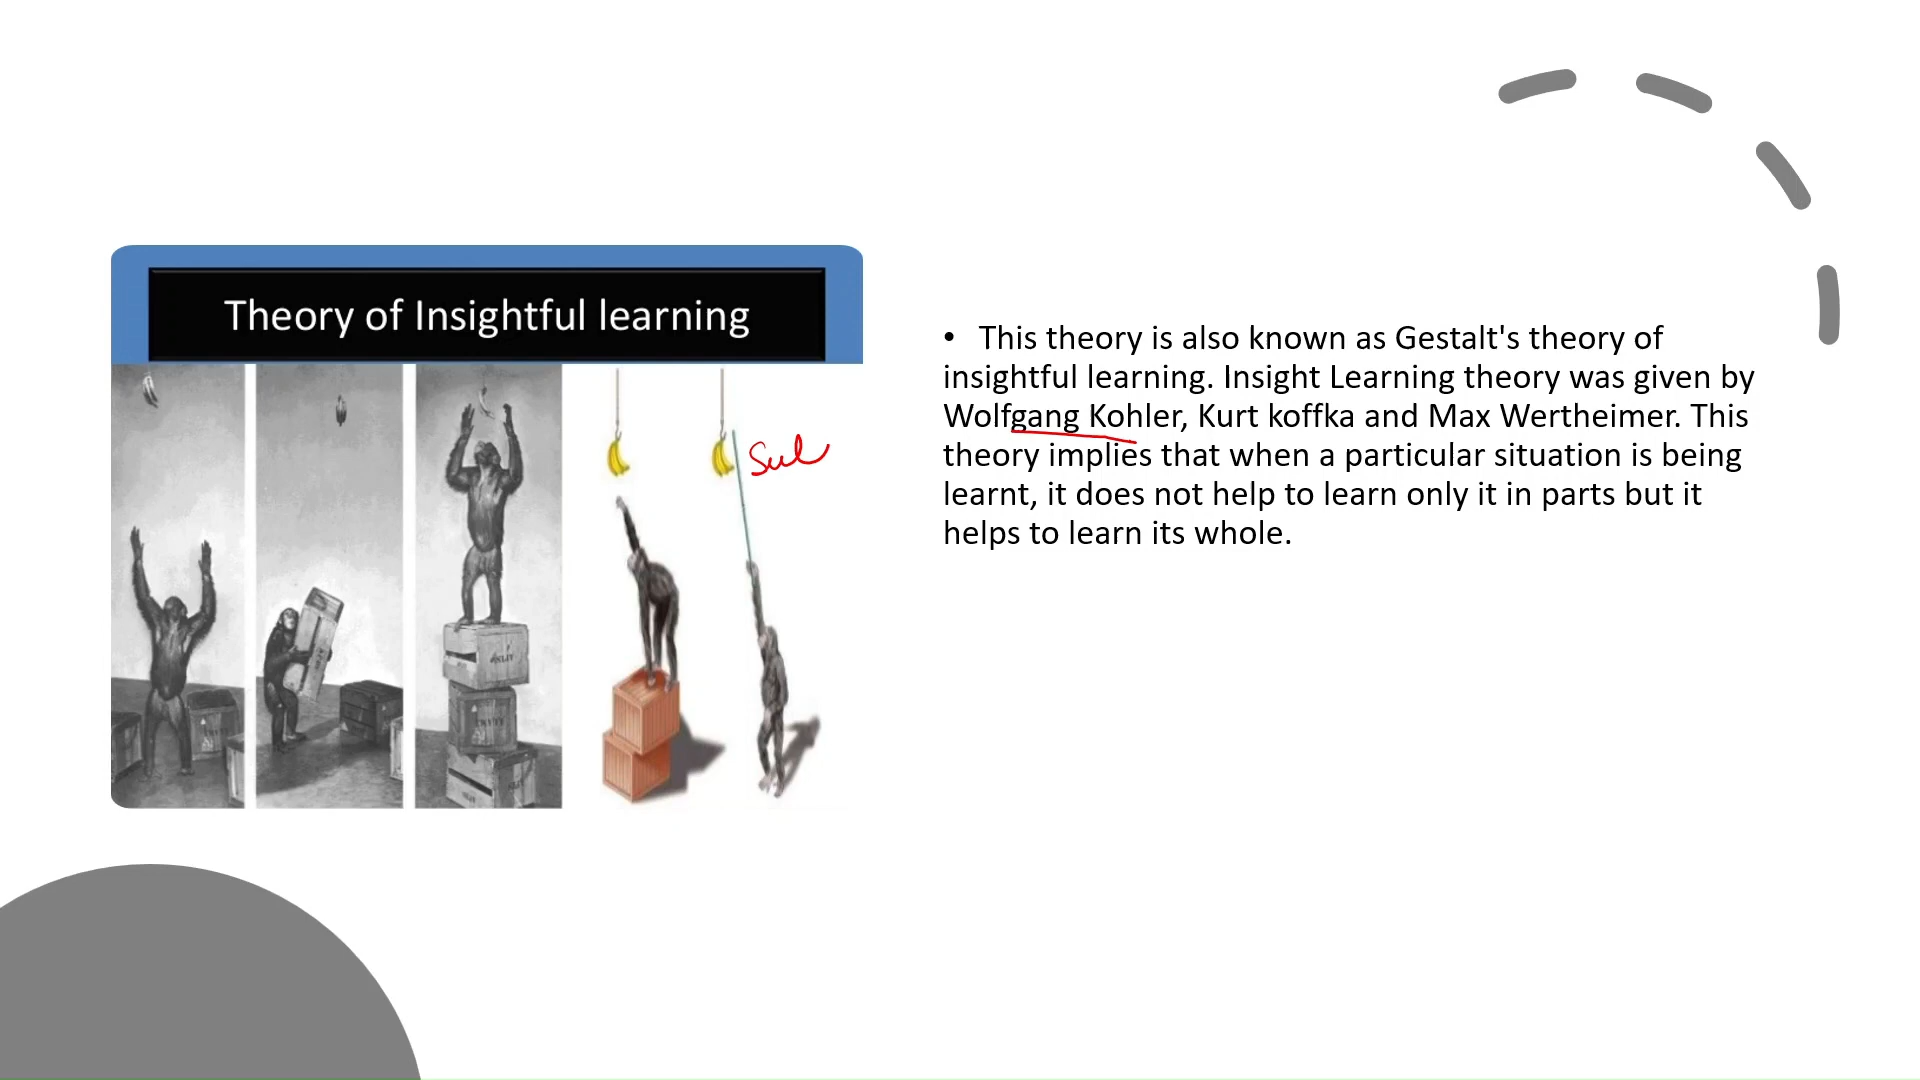 Theory of Insightful learning
• This theory is also known as Gestalt's theory of
insightful learning. Insight Learning theory was given by
Wolfgang Kohler, Kurt koffka and Max Wertheimer. This
theory implies that when a particular situation is being
learnt, it does not help to learn only it in parts but it
helps to learn its whole.